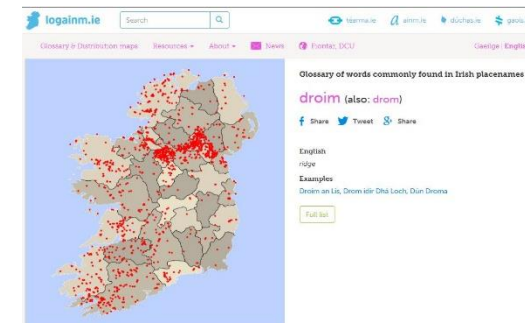 logainm.ie Search téarma.ie ainm.ie dúchas.ie
Glossary & Distribution maps Resources About News Fiontar, DCU Gaeilge | English
Glossary of words commonly found in Irish placenames
droim (also: drom)
Share Tweet Share
English
ridge
Examples
Droim an Lis, Drom idir Dhá Loch, Dún Droma
Full list